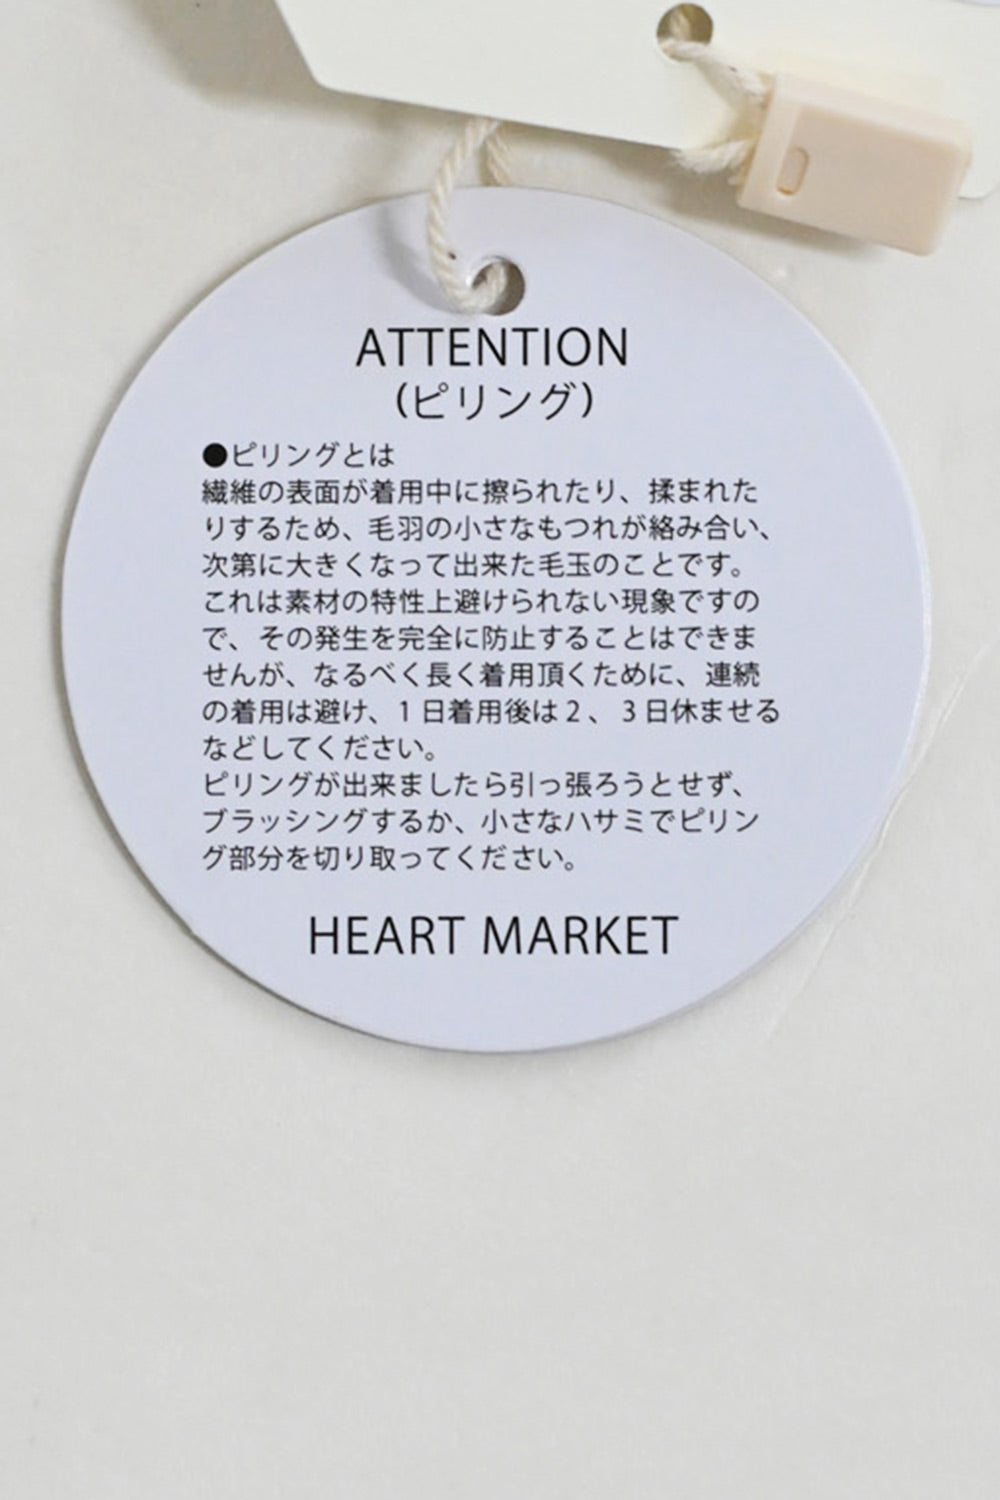 ATTENTION
（ピリング）
●ピリングとは
繊維の表面が着用中に擦られたり、揉まれた
りするため、毛羽の小さなもつれが絡み合い、
次第に大きくなって出来た毛玉のことです。
これは素材の特性上避けられない現象ですの
で、その発生を完全に防止することはできま
せんが、なるべく長く着用頂くために、連続
の着用は避け、1日着用後は2、3日休ませる
などしてください。
ピリングが出来ましたら引っ張ろうとせず、
ブラッシングするか、小さなハサミでピリン
グ部分を切り取ってください。
HEART MARKET